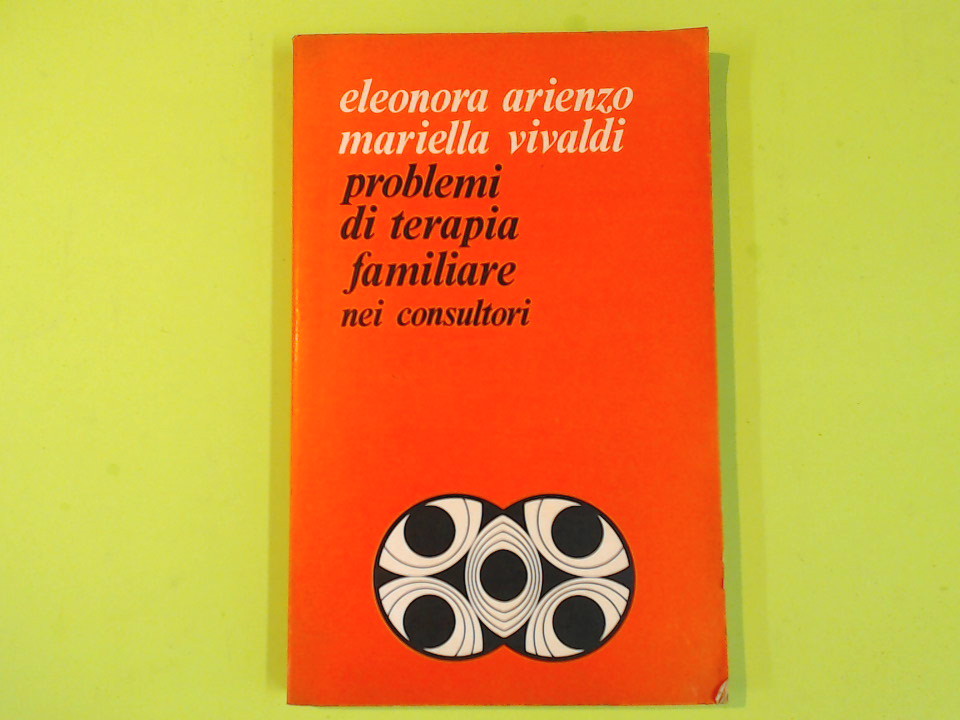 eleonora arienzo
mariella vivaldi
problemi
di terapia
familiare
nei consultori